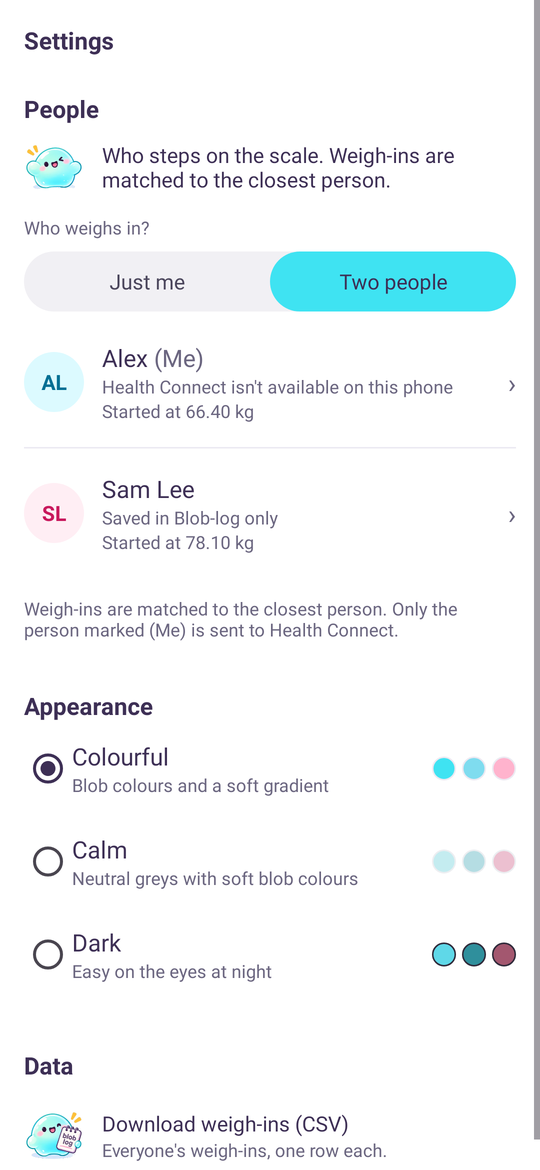 Settings
People
Who steps on the scale. Weigh-ins are
matched to the closest person.
Who weighs in?
Just me
Two people
AL
Alex (Me)
Health Connect isn't available on this phone
Started at 66.40 kg
›
SL
Sam Lee
Saved in Blob-log only
Started at 78.10 kg
›
Weigh-ins are matched to the closest person. Only the
person marked (Me) is sent to Health Connect.
Appearance
Colourful
Blob colours and a soft gradient
Calm
Neutral greys with soft blob colours
Dark
Easy on the eyes at night
Data
blob
log
Download weigh-ins (CSV)
Everyone's weigh-ins, one row each.